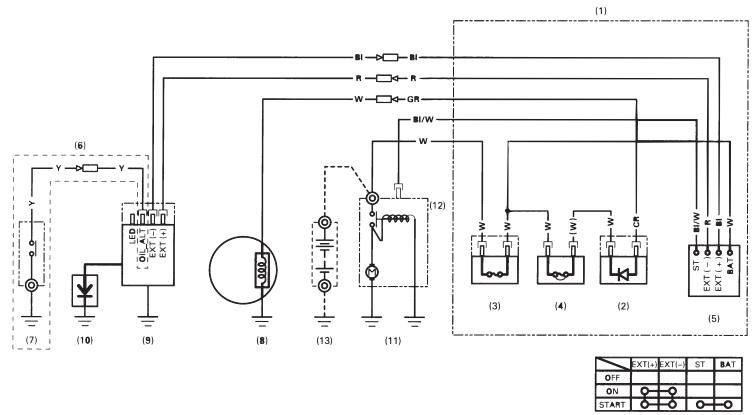 (1)
Bl Bl
R R
W GR
Bl/W
W
(6)
Y Y
Y
(12)
LED
OIL ALT
EXT (−)
EXT (+)
W
W
W
(W)
GR
Bl/W
R
Bl
W
ST
EXT (−)
EXT (+)
BAT
M
(3) (4) (2) (5)
(7) (10) (9) (8) (13) (11)
EXT(+) EXT(−) ST BAT
OFF
ON
START